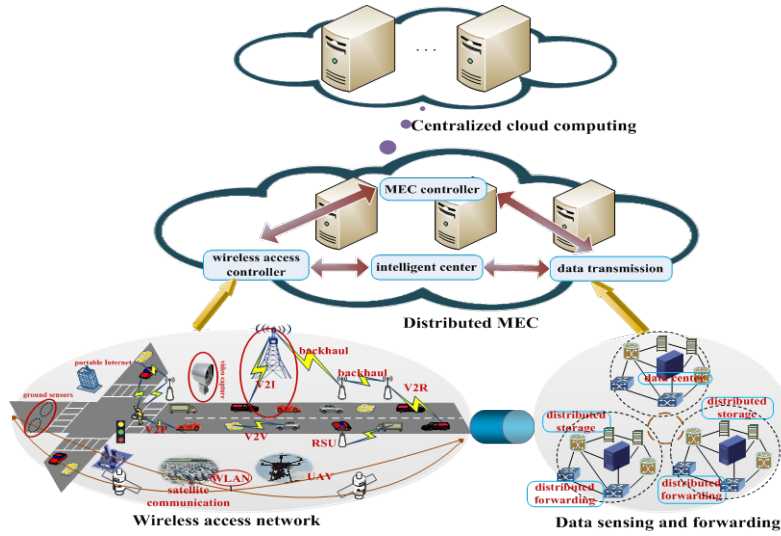 . . .
Centralized cloud computing
MEC controller
wireless access
controller
intelligent center
data transmission
Distributed MEC
portable Internet
ground sensers
video capture
backhaul
backhaul
V2I
V2R
V2P
V2V
RSU
WLAN
satellite
communication
UAV
Wireless access network
data center
distributed
storage
distributed
storage
distributed
forwarding
distributed
forwarding
Data sensing and forwarding